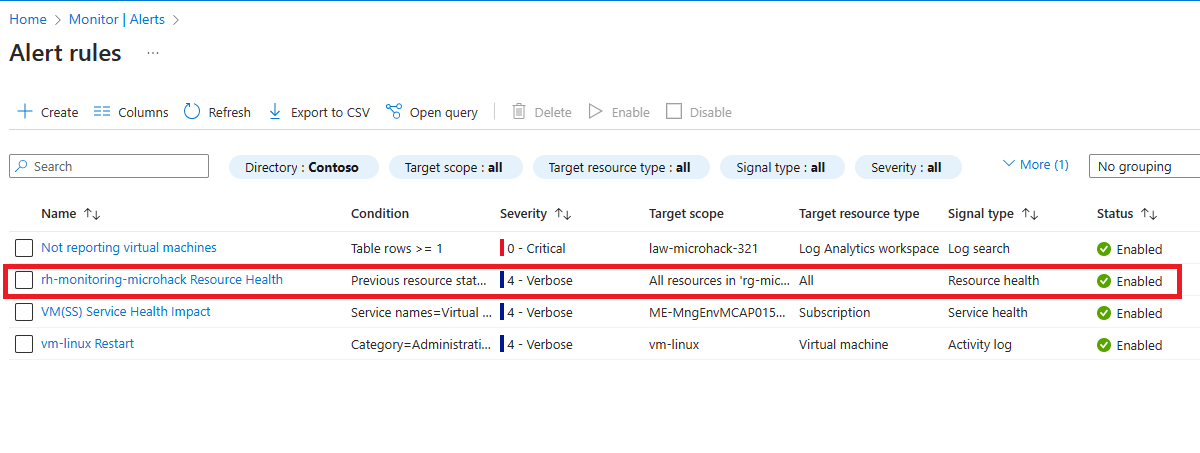 Home > Monitor | Alerts >
Alert rules ...
Create Columns Refresh Export to CSV Open query Delete Enable Disable
Search Directory : Contoso Target scope : all Target resource type : all Signal type : all Severity : all More (1) No grouping
Name Condition Severity Target scope Target resource type Signal type Status
Not reporting virtual machines Table rows >= 1 0 - Critical law-microhack-321 Log Analytics workspace Log search Enabled
rh-monitoring-microhack Resource Health Previous resource stat... 4 - Verbose All resources in 'rg-mic... All Resource health Enabled
VM(SS) Service Health Impact Service names=Virtual ... 4 - Verbose ME-MngEnvMCAP015... Subscription Service health Enabled
vm-linux Restart Category=Administrati... 4 - Verbose vm-linux Virtual machine Activity log Enabled